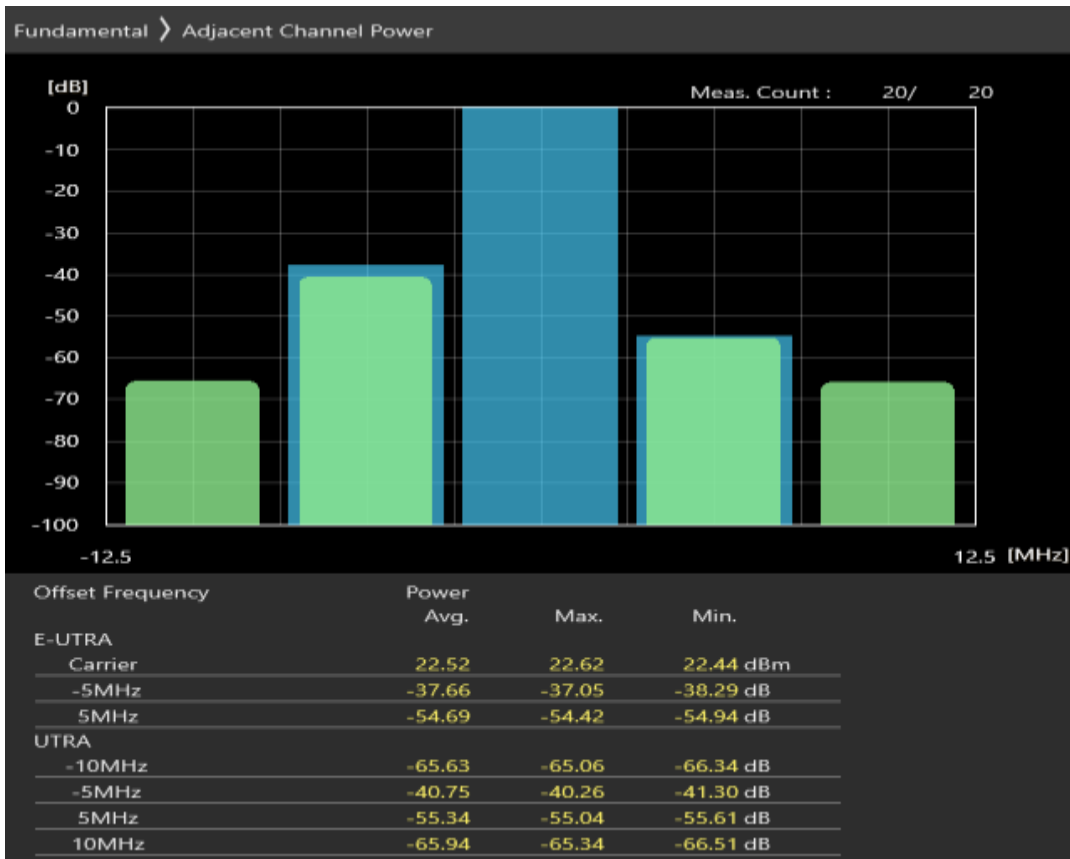 Fundamental 》 Adjacent Channel Power
[dB]
Meas. Count : 20/ 20
0
-10
-20
-30
-40
-50
-60
-70
-80
-90
-100
-12.5 12.5 [MHz]
Offset Frequency Power
Avg. Max. Min.
E-UTRA
Carrier 22.52 22.62 22.44 dBm
-5MHz -37.66 -37.05 -38.29 dB
5MHz -54.69 -54.42 -54.94 dB
UTRA
-10MHz -65.63 -65.06 -66.34 dB
-5MHz -40.75 -40.26 -41.30 dB
5MHz -55.34 -55.04 -55.61 dB
10MHz -65.94 -65.34 -66.51 dB